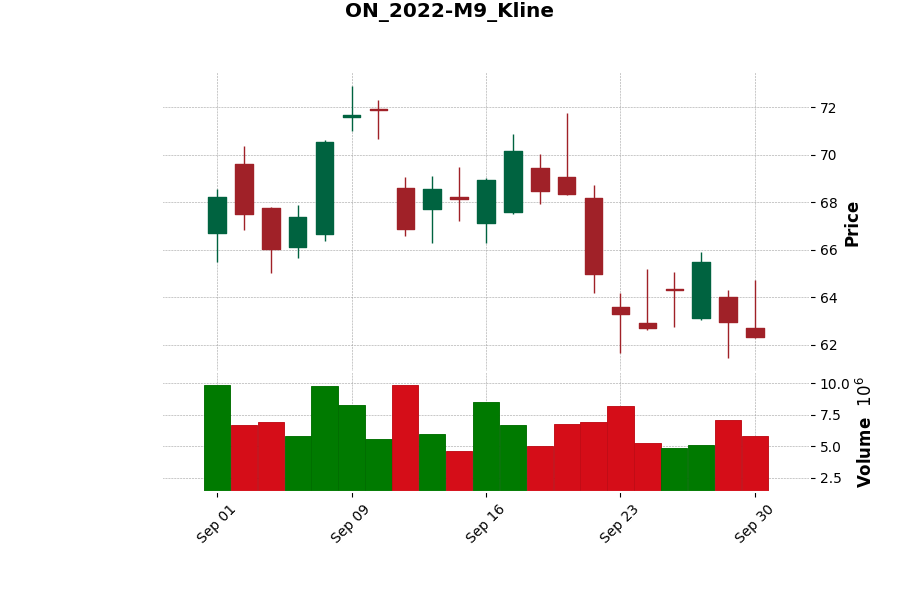 ON_2022-M9_Kline
72
70
68
66
64
62
Price
10.0
7.5
5.0
2.5
Volume 10^6
Sep 01
Sep 09
Sep 16
Sep 23
Sep 30